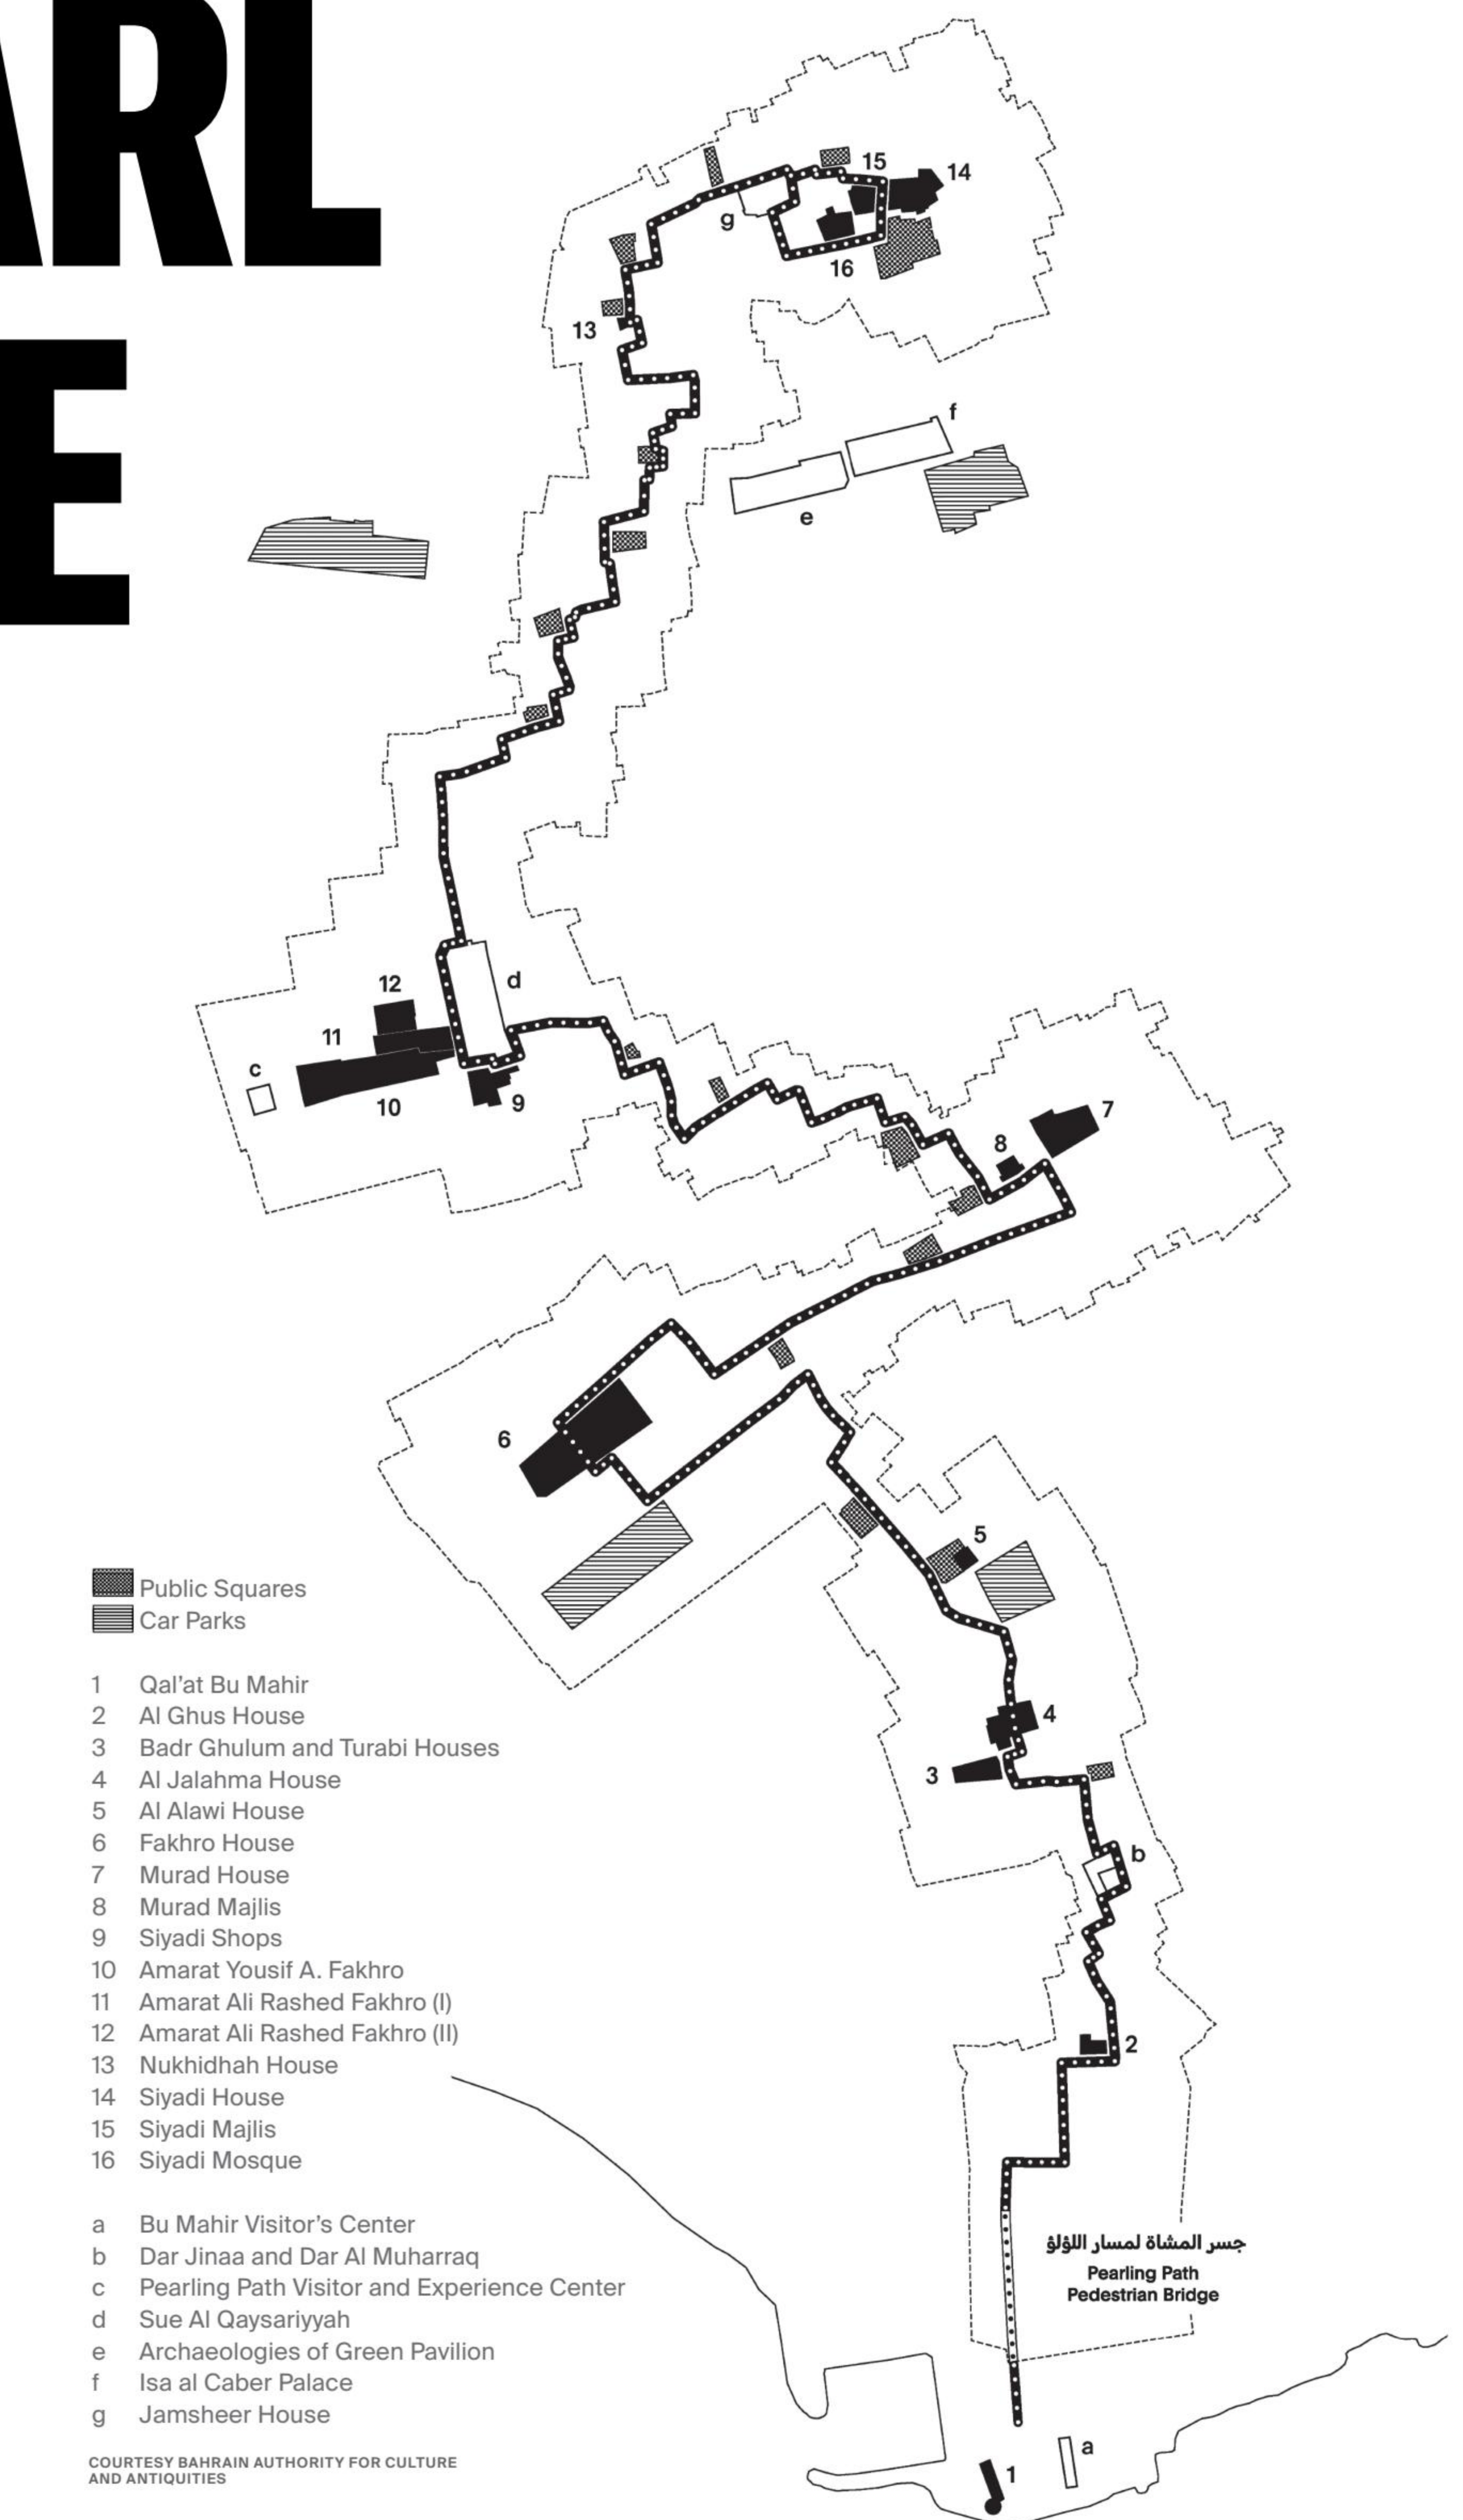 ARL
E
15
14
g
16
13
f
e
d
12
11
c
10
9
7
8
6
5
4
3
b
2
جسر المشاة لمسار اللؤلؤ
Pearling Path
Pedestrian Bridge
a
1
Public Squares
Car Parks
1 Qal'at Bu Mahir
2 Al Ghus House
3 Badr Ghulum and Turabi Houses
4 Al Jalahma House
5 Al Alawi House
6 Fakhro House
7 Murad House
8 Murad Majlis
9 Siyadi Shops
10 Amarat Yousif A. Fakhro
11 Amarat Ali Rashed Fakhro (I)
12 Amarat Ali Rashed Fakhro (II)
13 Nukhidhah House
14 Siyadi House
15 Siyadi Majlis
16 Siyadi Mosque
a Bu Mahir Visitor's Center
b Dar Jinaa and Dar Al Muharraq
c Pearling Path Visitor and Experience Center
d Sue Al Qaysariyyah
e Archaeologies of Green Pavilion
f Isa al Caber Palace
g Jamsheer House
COURTESY BAHRAIN AUTHORITY FOR CULTURE
AND ANTIQUITIES